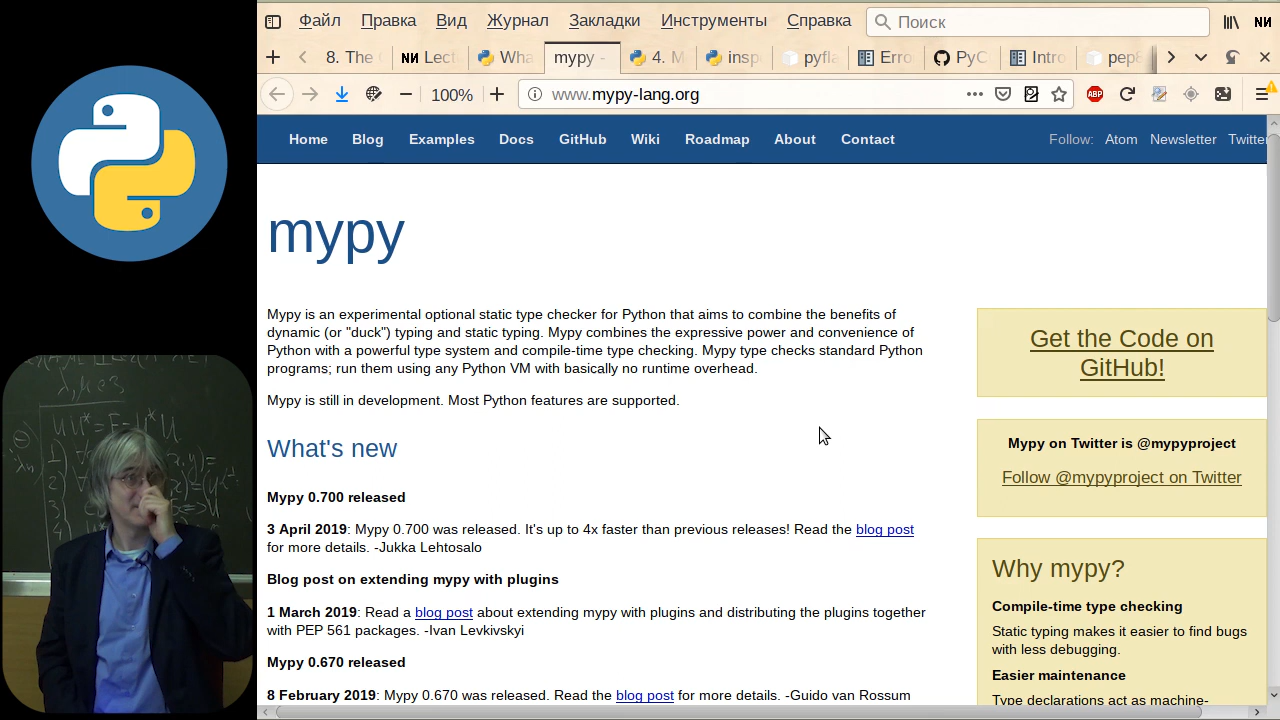 Файл Правка Вид Журнал Закладки Инструменты Справка Поиск
8. The Lect Wha mypy - 4. M insp pyfla Erro PyC Intro pep8
100% www.mypy-lang.org ABP
Home Blog Examples Docs GitHub Wiki Roadmap About Contact Follow: Atom Newsletter Twitter
mypy
Mypy is an experimental optional static type checker for Python that aims to combine the benefits of
dynamic (or "duck") typing and static typing. Mypy combines the expressive power and convenience of
Python with a powerful type system and compile-time type checking. Mypy type checks standard Python
programs; run them using any Python VM with basically no runtime overhead.
Mypy is still in development. Most Python features are supported.
What's new
Mypy 0.700 released
3 April 2019: Mypy 0.700 was released. It's up to 4x faster than previous releases! Read the blog post
for more details. -Jukka Lehtosalo
Blog post on extending mypy with plugins
1 March 2019: Read a blog post about extending mypy with plugins and distributing the plugins together
with PEP 561 packages. -Ivan Levkivskyi
Mypy 0.670 released
8 February 2019: Mypy 0.670 was released. Read the blog post for more details. -Guido van Rossum
Get the Code on
GitHub!
Mypy on Twitter is @mypyproject
Follow @mypyproject on Twitter
Why mypy?
Compile-time type checking
Static typing makes it easier to find bugs
with less debugging.
Easier maintenance
Type declarations act as machine-